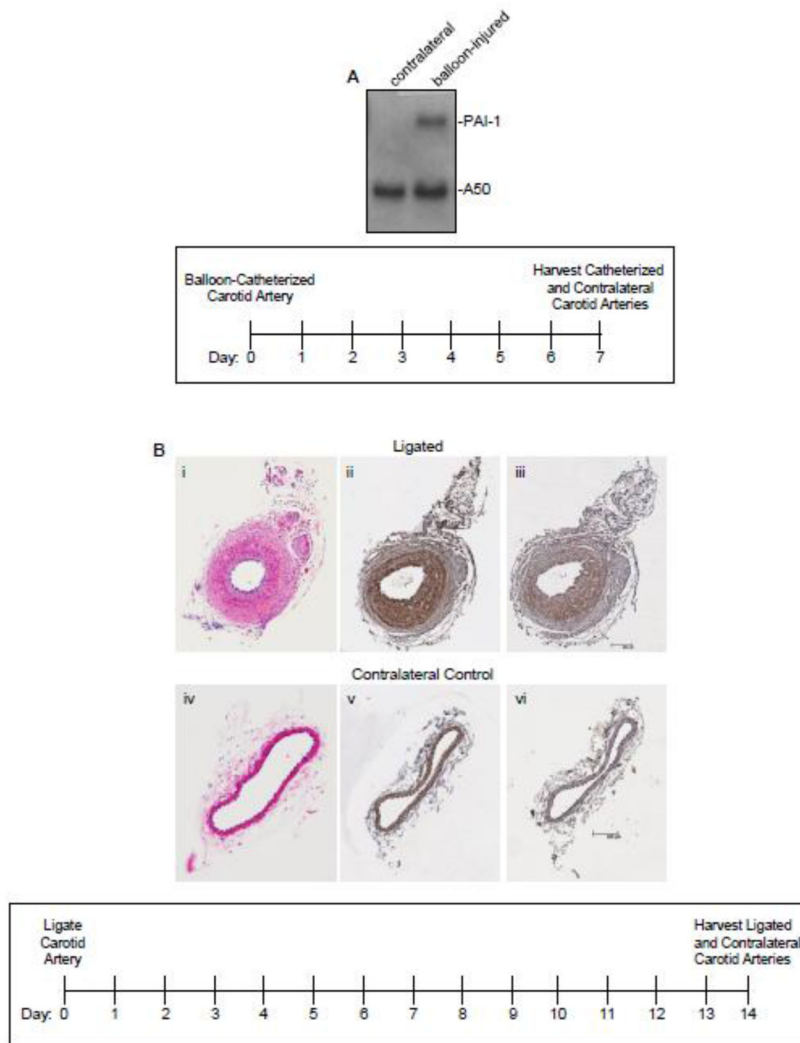 contralateral
balloon-injured
A
-PAI-1
-A50
Balloon-Catheterized
Carotid Artery
Harvest Catheterized
and Contralateral
Carotid Arteries
Day: 0 1 2 3 4 5 6 7
B
Ligated
i ii iii
Contralateral Control
iv v vi
Ligate
Carotid
Artery
Harvest Ligated
and Contralateral
Carotid Arteries
Day: 0 1 2 3 4 5 6 7 8 9 10 11 12 13 14